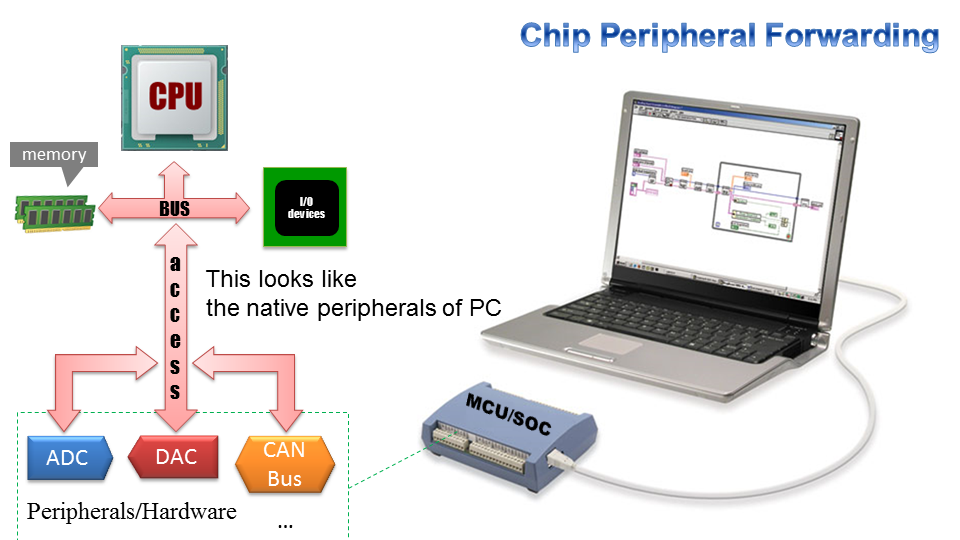 Chip Peripheral Forwarding
CPU
memory
BUS
I/O
devices
access
This looks like
the native peripherals of PC
MCU/SOC
ADC
DAC
CAN
Bus
Peripherals/Hardware
...